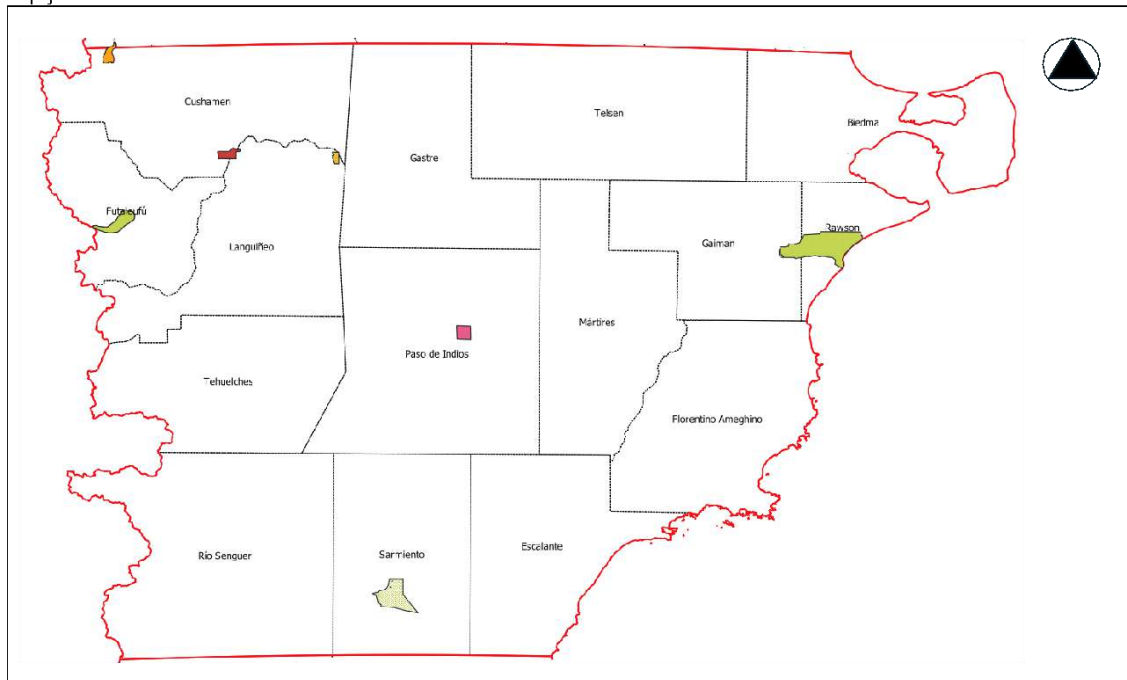 Cushamen
Telsen
Biedma
Gastre
Futaleufú
Languiñeo
Gaiman
Rawson
Mártires
Paso de Indios
Tehuelches
Florentino Ameghino
Río Senguer
Sarmiento
Escalante